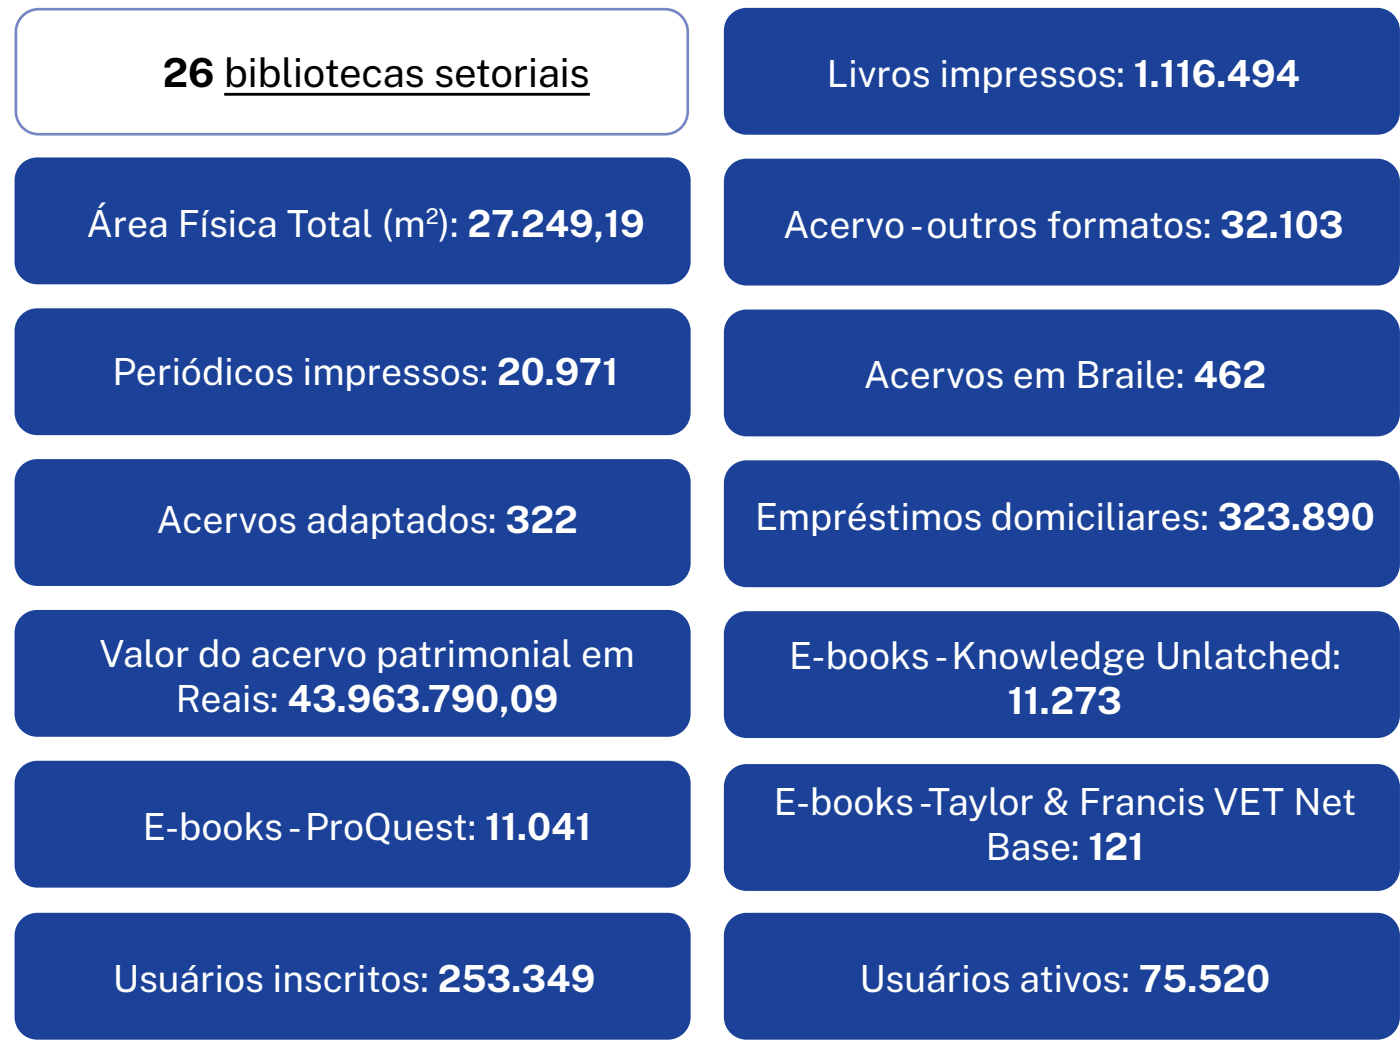 26 bibliotecas setoriais
Livros impressos: 1.116.494
Área Física Total (m²): 27.249,19
Acervo - outros formatos: 32.103
Periódicos impressos: 20.971
Acervos em Braile: 462
Acervos adaptados: 322
Empréstimos domiciliares: 323.890
Valor do acervo patrimonial em
Reais: 43.963.790,09
E-books - Knowledge Unlatched:
11.273
E-books - ProQuest: 11.041
E-books -Taylor & Francis VET Net
Base: 121
Usuários inscritos: 253.349
Usuários ativos: 75.520